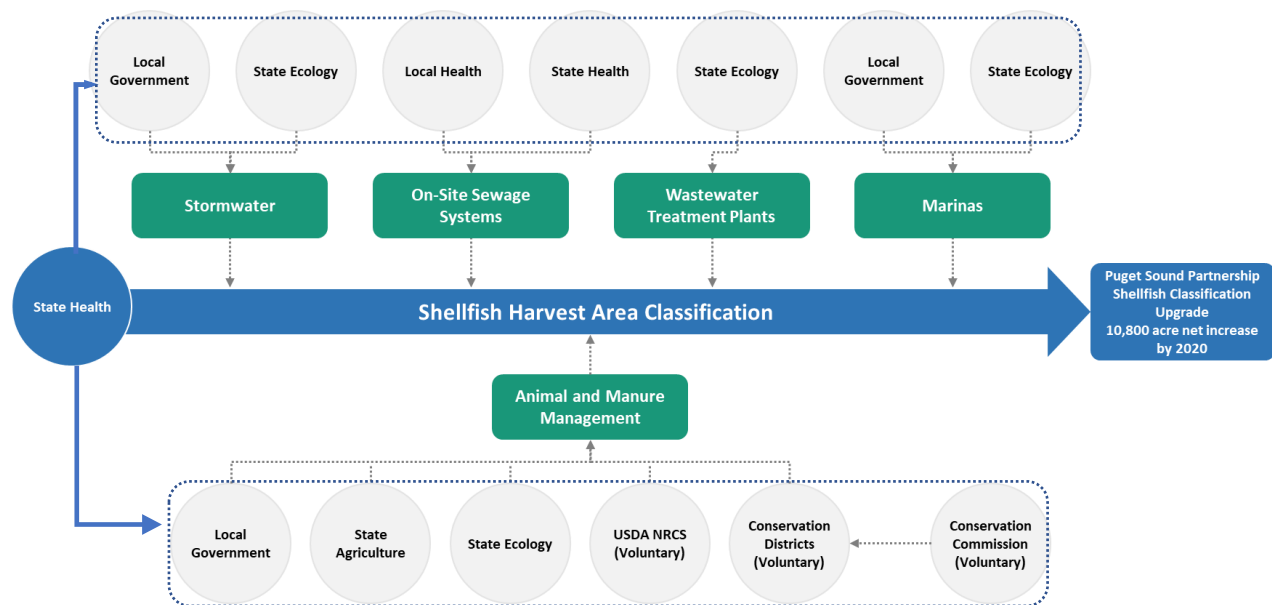 Local
Government
State Ecology
Local Health
State Health
State Ecology
Local
Government
State Ecology
Stormwater
On-Site Sewage
Systems
Wastewater
Treatment Plants
Marinas
State Health
Shellfish Harvest Area Classification
Puget Sound Partnership
Shellfish Classification
Upgrade
10,800 acre net increase
by 2020
Animal and Manure
Management
Local
Government
State
Agriculture
State Ecology
USDA NRCS
(Voluntary)
Conservation
Districts
(Voluntary)
Conservation
Commission
(Voluntary)